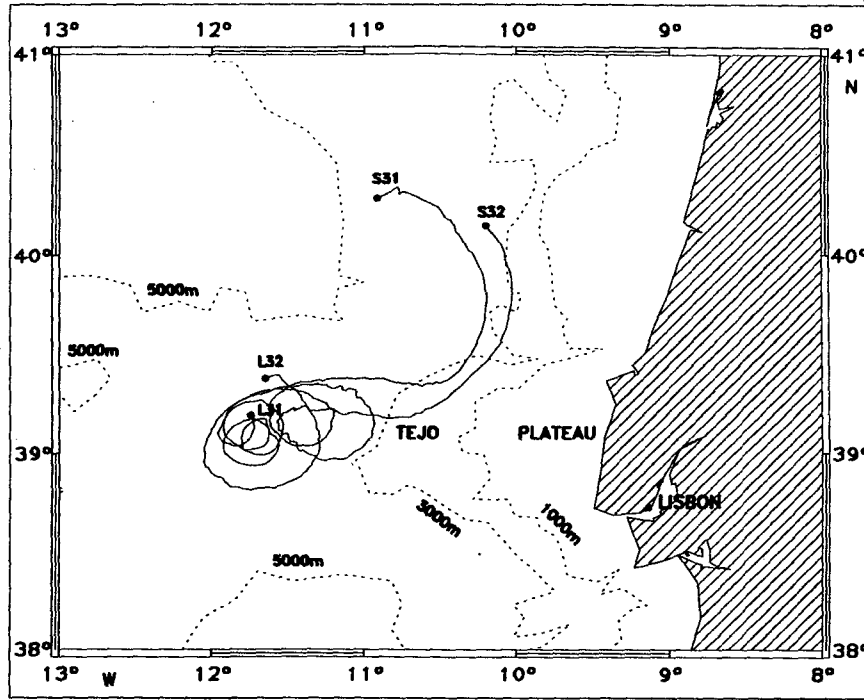 13° 12° 11° 10° 9° 8°
41° 41°
N
S31
S32
40° 40°
5000m
5000m
L32
L31
TEJO PLATEAU
39° 39°
LISBON
3000m
1000m
5000m
38° 38°
13° 12° 11° 10° 9° 8°
W